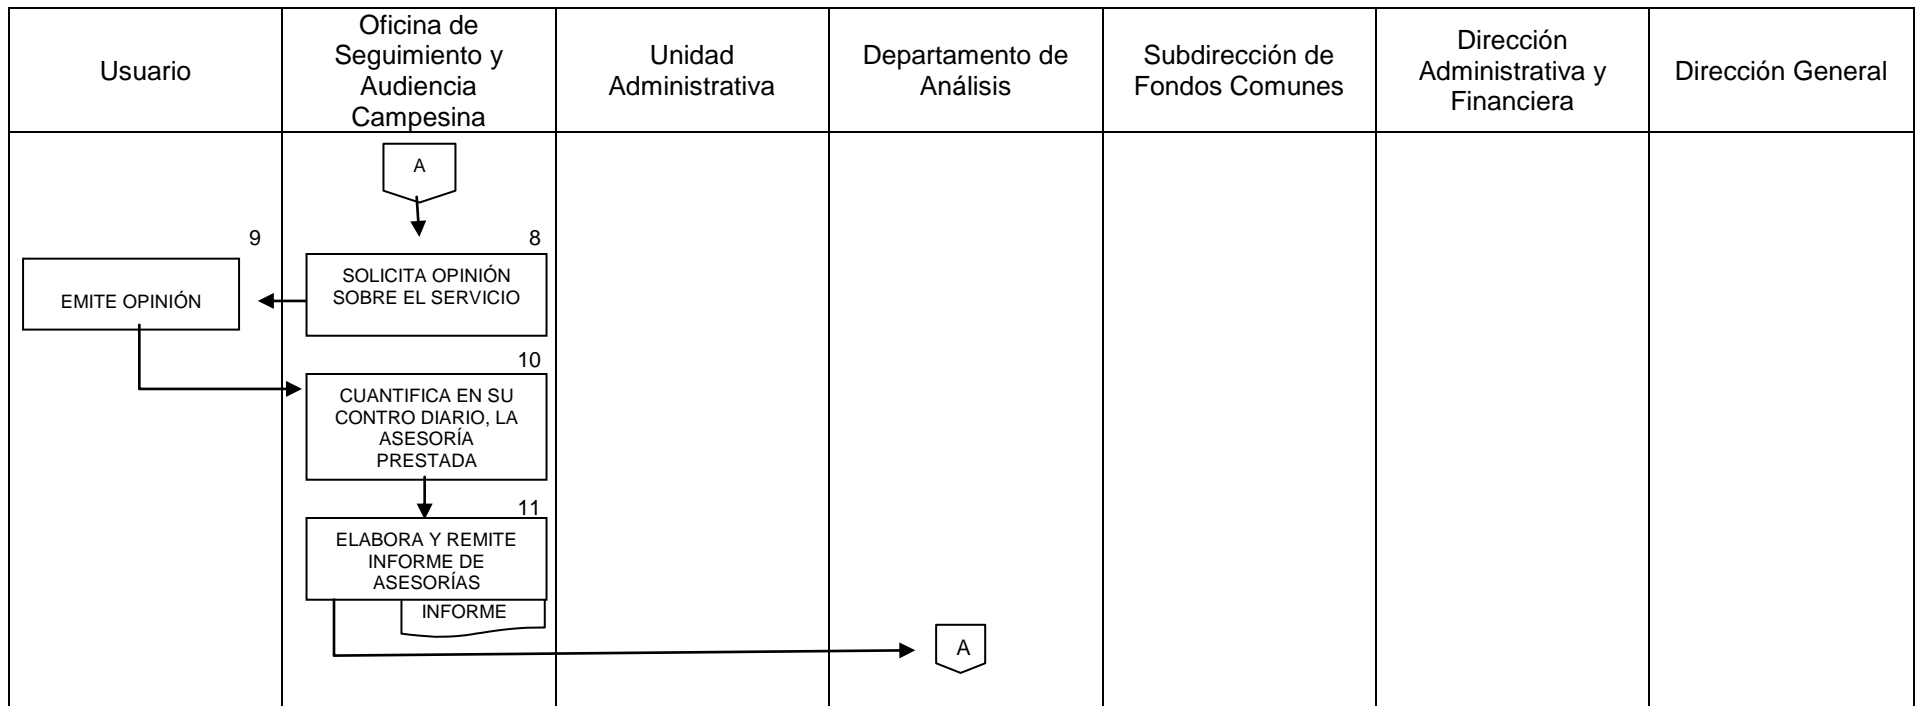 Usuario
Oficina de
Seguimiento y
Audiencia
Campesina
Unidad
Administrativa
Departamento de
Análisis
Subdirección de
Fondos Comunes
Dirección
Administrativa y
Financiera
Dirección General
A
9
8
EMITE OPINIÓN
SOLICITA OPINIÓN
SOBRE EL SERVICIO
10
CUANTIFICA EN SU
CONTRO DIARIO, LA
ASESORÍA
PRESTADA
11
ELABORA Y REMITE
INFORME DE
ASESORÍAS
INFORME
A